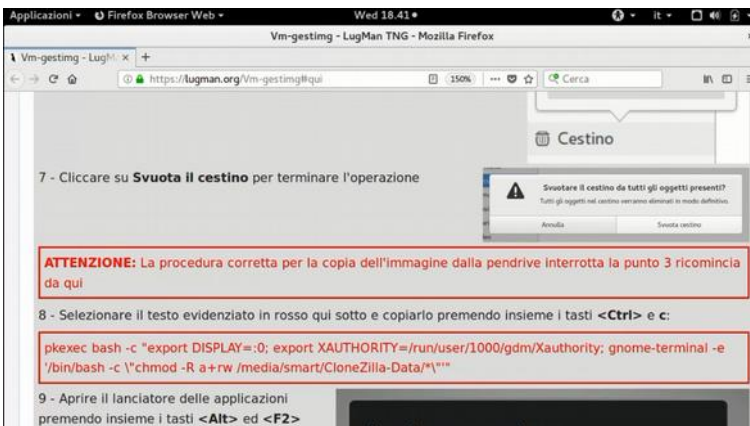 Applicazioni Firefox Browser Web Wed 18.41 it
Vm-gestimg - LugMan TNG - Mozilla Firefox
Vm-gestimg - LugM × +
https://lugman.org/Vm-gestimg#qui 150% Cerca
Cestino
7 - Cliccare su Svuota il cestino per terminare l'operazione
Svuotare il cestino da tutti gli oggetti presenti?
Tutti gli oggetti nel cestino verranno eliminati in modo definitivo.
Annulla Svuota cestino
ATTENZIONE: La procedura corretta per la copia dell'immagine dalla pendrive interrotta la punto 3 ricomincia
da qui
8 - Selezionare il testo evidenziato in rosso qui sotto e copiarlo premendo insieme i tasti <Ctrl> e c:
pkexec bash -c "export DISPLAY=:0; export XAUTHORITY=/run/user/1000/gdm/Xauthority; gnome-terminal -e
'/bin/bash -c \"chmod -R a+rw /media/smart/CloneZilla-Data/*\"'"
9 - Aprire il lanciatore delle applicazioni
premendo insieme i tasti <Alt> ed <F2>